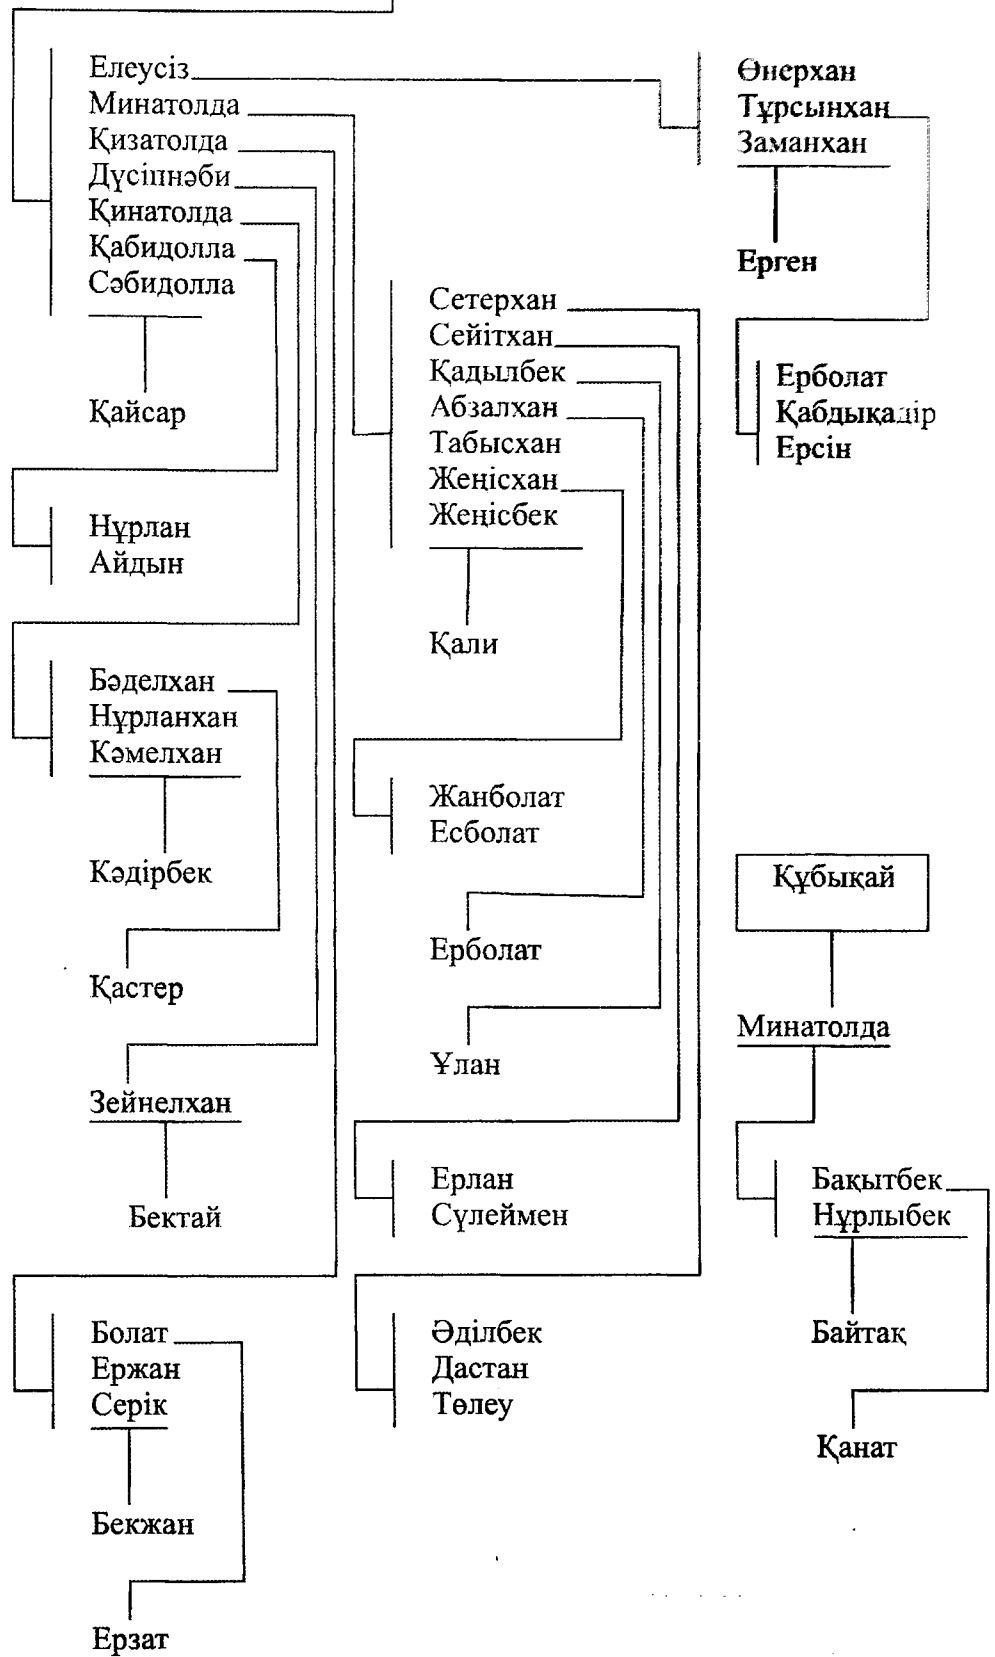 Елеусіз
Минатолда
Қизатолда
Дүсіпнәби
Қинатолда
Қабидолла
Сәбидолла
Қайсар
Нұрлан
Айдын
Бәделхан
Нұрланхан
Кәмелхан
Кәдірбек
Қастер
Зейнелхан
Бектай
Болат
Ержан
Серік
Бекжан
Ерзат
Сетерхан
Сейітхан
Қадылбек
Абзалхан
Табысхан
Жеңісхан
Жеңісбек
Қали
Жанболат
Есболат
Ерболат
Ұлан
Ерлан
Сүлеймен
Әділбек
Дастан
Төлеу
Өнерхан
Тұрсынхан
Заманхан
Ерген
Ерболат
Қабдықадір
Ерсін
Құбықай
Минатолда
Бақытбек
Нұрлыбек
Байтақ
Қанат